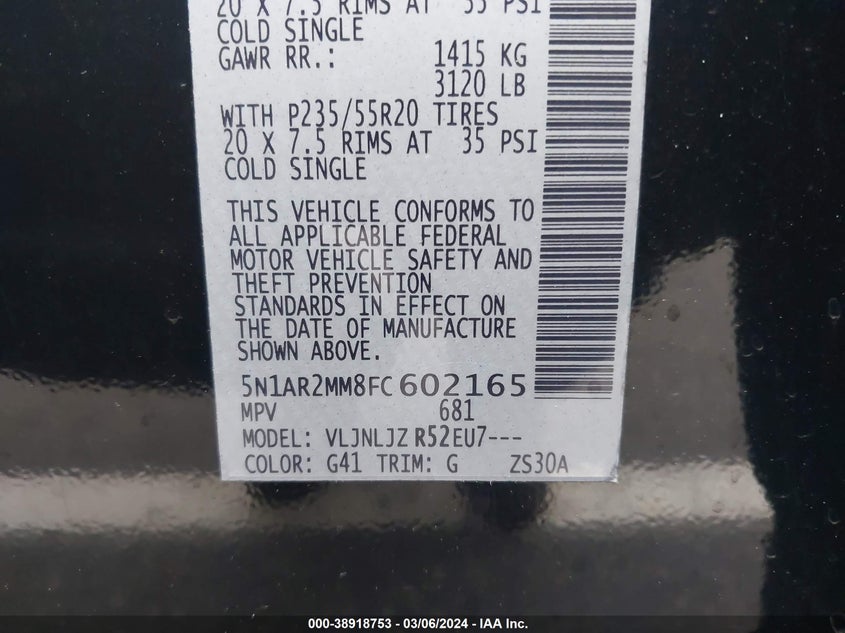 20 X 7.5 RIMS AT 35 PSI
COLD SINGLE
GAWR RR.: 1415 KG
3120 LB
WITH P235/55R20 TIRES
20 X 7.5 RIMS AT 35 PSI
COLD SINGLE
THIS VEHICLE CONFORMS TO
ALL APPLICABLE FEDERAL
MOTOR VEHICLE SAFETY AND
THEFT PREVENTION
STANDARDS IN EFFECT ON
THE DATE OF MANUFACTURE
SHOWN ABOVE.
5N1AR2MM8FC602165
MPV 681
MODEL: VLJNLJZ R52EU7---
COLOR: G41 TRIM: G ZS30A
000-38918753 - 03/06/2024 - IAA Inc.